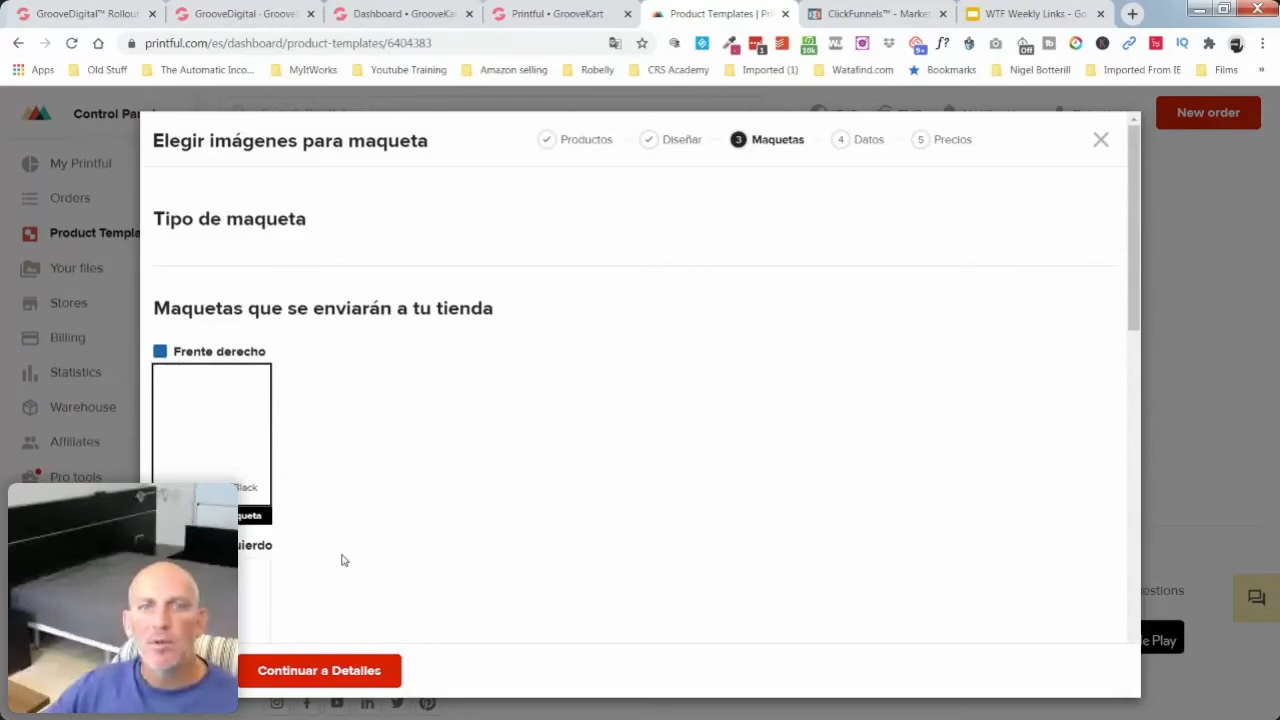 GrooveDigital™ Rollout
GrooveDigital - Groovel
Dashboard • GrooveKart
Printful • GrooveKart
Product Templates | Pri
ClickFunnels™ - Market
WTF Weekly Links - Go
printful.com/es/dashboard/product-templates/6404383
Apps
Old Stuff
The Automatic Inco...
MyItWorks
Youtube Training
Amazon selling
Robelly
CRS Academy
Imported (1)
Watafind.com
Bookmarks
Nigel Botterill
Imported From IE
Films
Control Pan
New order
My Printful
Orders
Product Templa
Your files
Stores
Billing
Statistics
Warehouse
Affiliates
Pro tools
Elegir imágenes para maqueta
Productos
Diseñar
3 Maquetas
4 Datos
5 Precios
Tipo de maqueta
Maquetas que se enviarán a tu tienda
Frente derecho
Black
queta
uierdo
Continuar a Detalles
estions
le Play